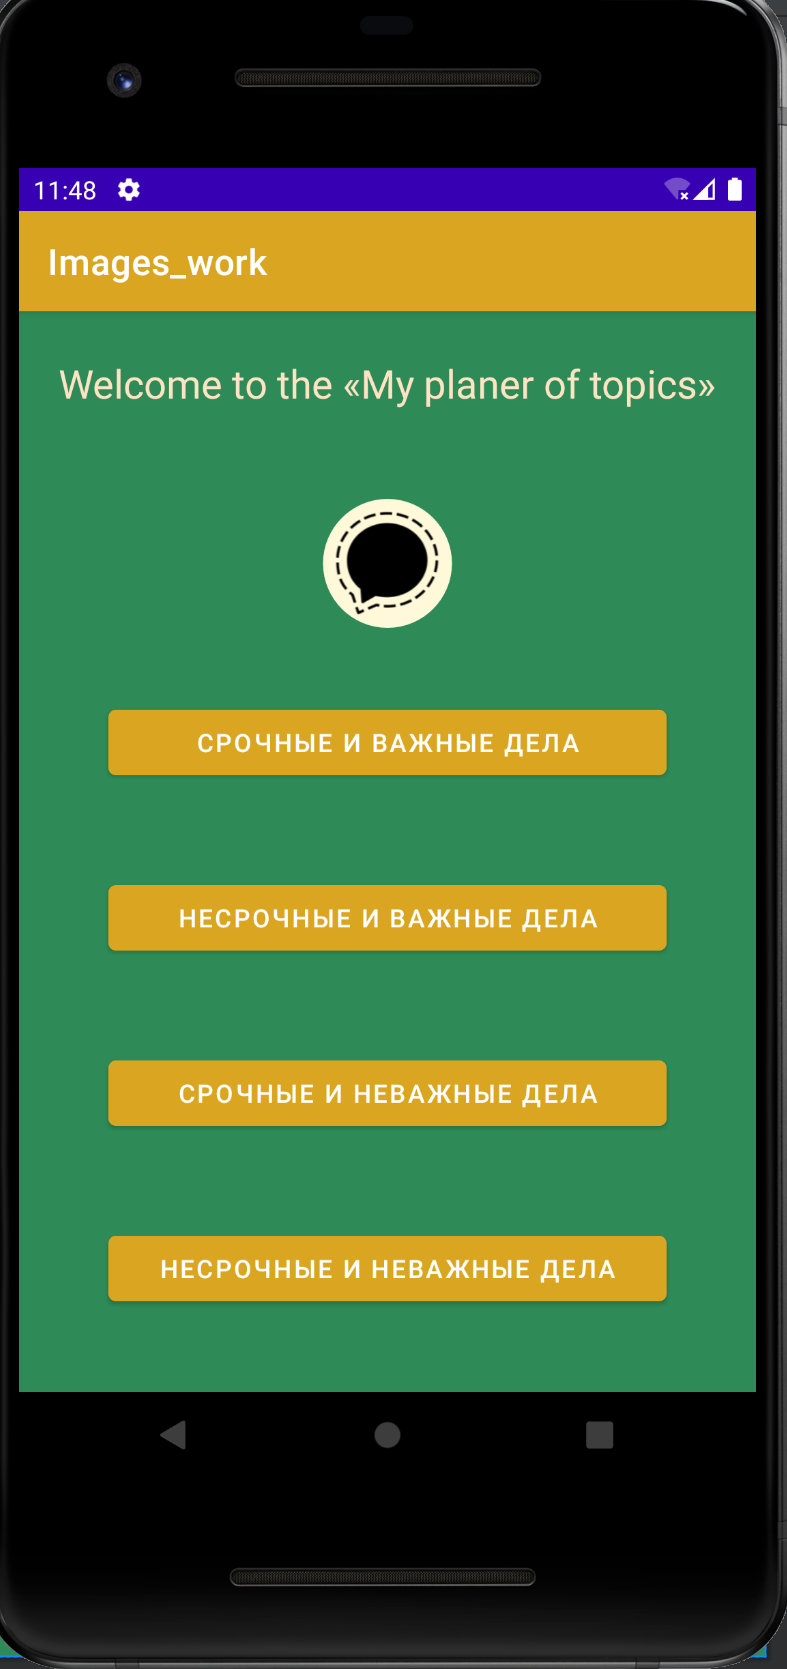 11:48
Images_work
Welcome to the «My planer of topics»
СРОЧНЫЕ И ВАЖНЫЕ ДЕЛА
НЕСРОЧНЫЕ И ВАЖНЫЕ ДЕЛА
СРОЧНЫЕ И НЕВАЖНЫЕ ДЕЛА
НЕСРОЧНЫЕ И НЕВАЖНЫЕ ДЕЛА